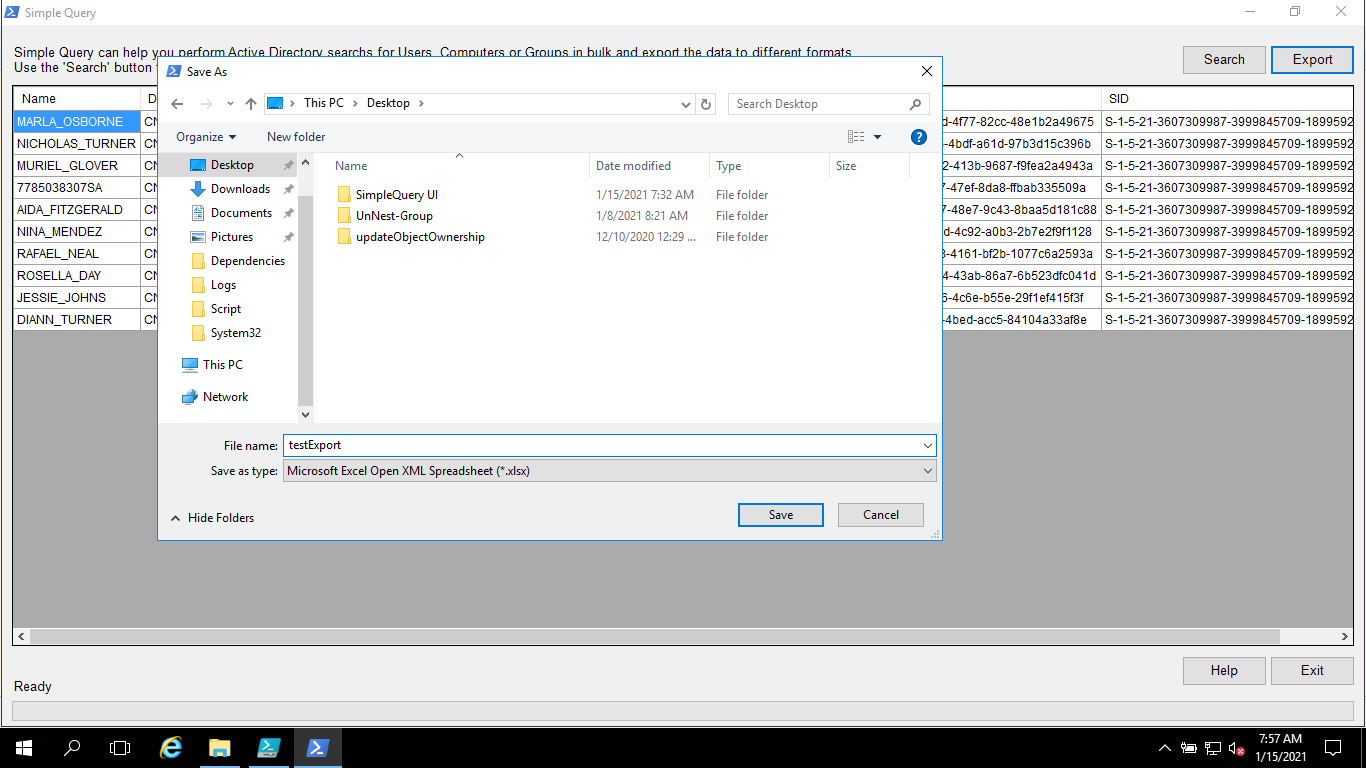 Simple Query
Simple Query can help you perform Active Directory searchs for Users, Computers or Groups in bulk and export the data to different formats.
Use the 'Search' button
Search
Export
Save As
This PC
Desktop
Search Desktop
Organize
New folder
Desktop
Downloads
Documents
Pictures
Dependencies
Logs
Script
System32
This PC
Network
Name Date modified Type Size
SimpleQuery UI 1/15/2021 7:32 AM File folder
UnNest-Group 1/8/2021 8:21 AM File folder
updateObjectOwnership 12/10/2020 12:29 ... File folder
File name: testExport
Save as type: Microsoft Excel Open XML Spreadsheet (*.xlsx)
Hide Folders
Save
Cancel
Name D SID
MARLA_OSBORNE CN d-4f77-82cc-48e1b2a49675 S-1-5-21-3607309987-3999845709-1899592
NICHOLAS_TURNER CN -4bdf-a61d-97b3d15c396b S-1-5-21-3607309987-3999845709-1899592
MURIEL_GLOVER CN 2-413b-9687-f9fea2a4943a S-1-5-21-3607309987-3999845709-1899592
7785038307SA CN 7-47ef-8da8-ffbab335509a S-1-5-21-3607309987-3999845709-1899592
AIDA_FITZGERALD CN 7-48e7-9c43-8baa5d181c88 S-1-5-21-3607309987-3999845709-1899592
NINA_MENDEZ CN d-4c92-a0b3-2b7e2f9f1128 S-1-5-21-3607309987-3999845709-1899592
RAFAEL_NEAL CN 3-4161-bf2b-1077c6a2593a S-1-5-21-3607309987-3999845709-1899592
ROSELLA_DAY CN 4-43ab-86a7-6b523dfc041d S-1-5-21-3607309987-3999845709-1899592
JESSIE_JOHNS CN 6-4c6e-b55e-29f1ef415f3f S-1-5-21-3607309987-3999845709-1899592
DIANN_TURNER CN -4bed-acc5-84104a33af8e S-1-5-21-3607309987-3999845709-1899592
Help
Exit
Ready
7:57 AM
1/15/2021